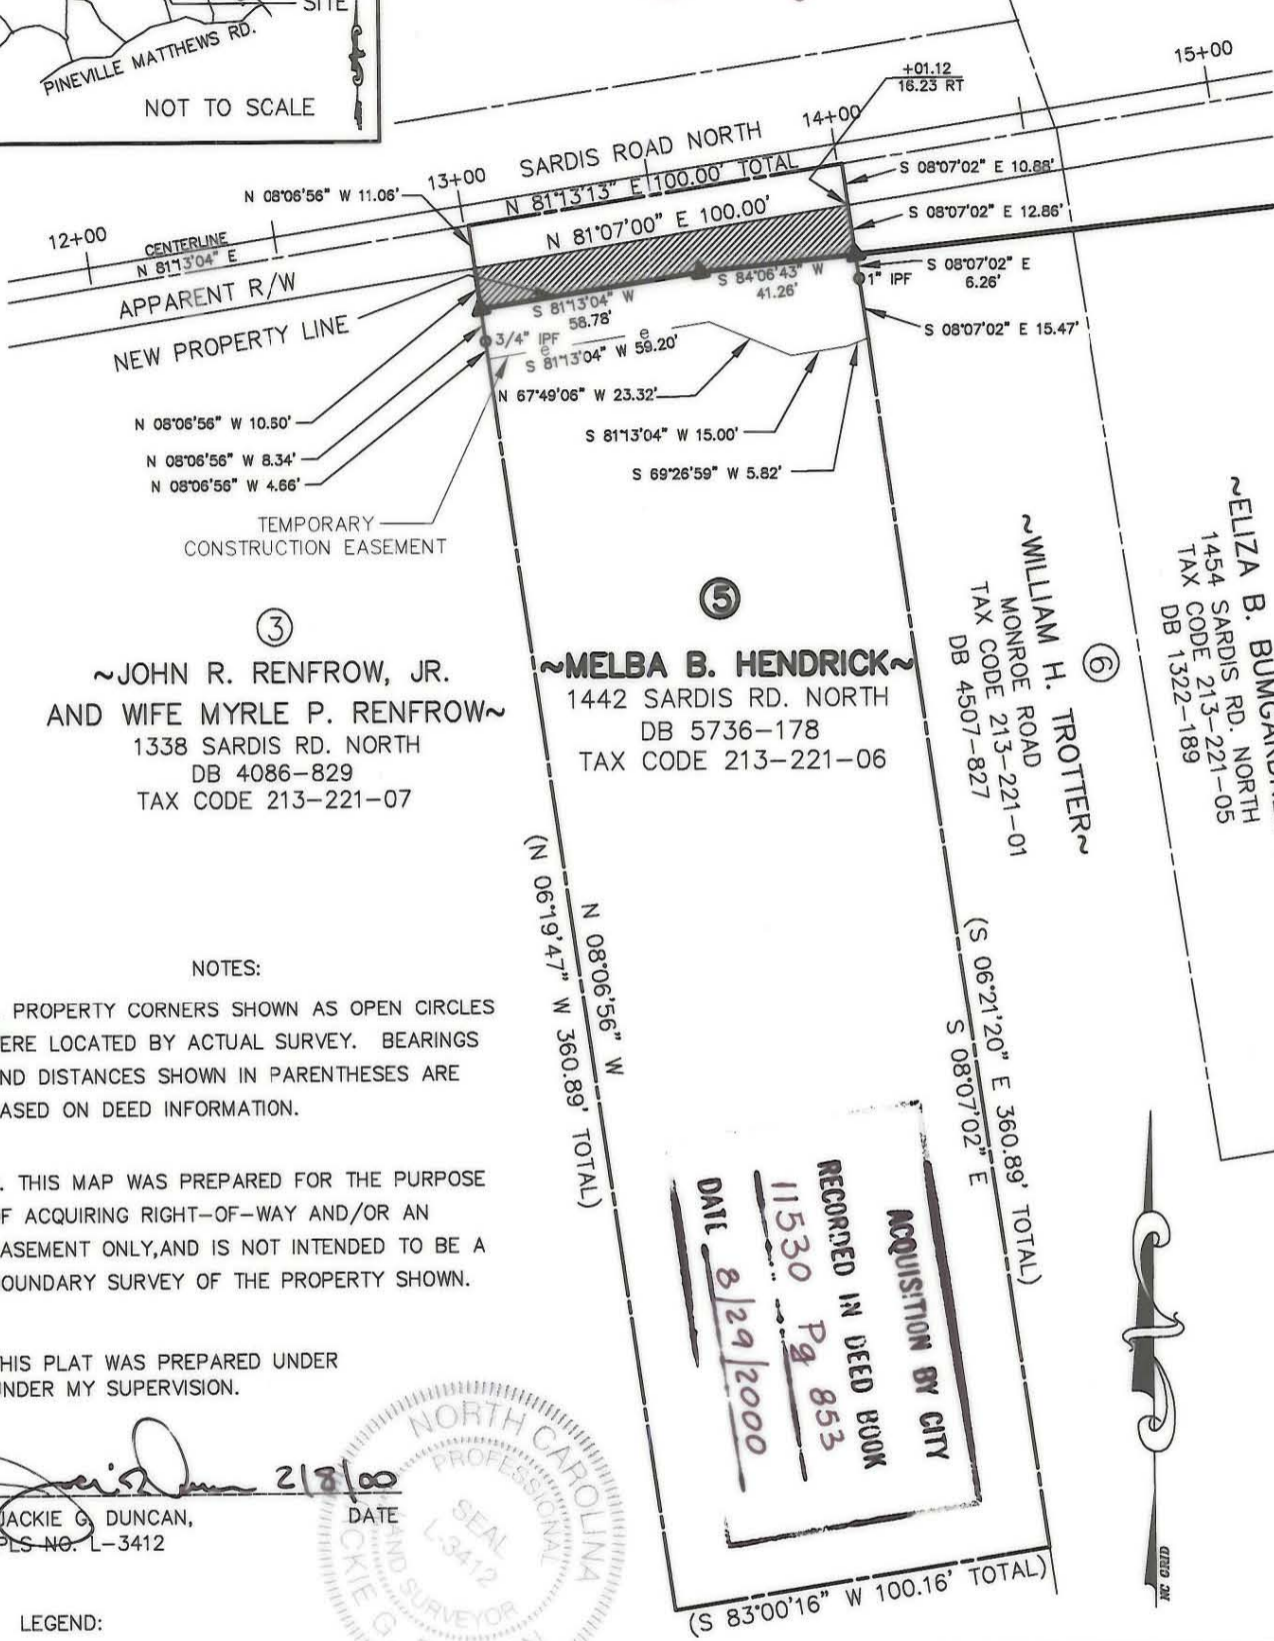 SITE
PINEVILLE MATTHEWS RD.
NOT TO SCALE
+01.12
16.23 RT
15+00
14+00
SARDIS ROAD NORTH
13+00
N 81°13'13" E 100.00' TOTAL
N 81°07'00" E 100.00'
S 08°07'02" E 10.88'
N 08°06'56" W 11.06'
S 08°07'02" E 12.86'
12+00
CENTERLINE
N 81°13'04" E
APPARENT R/W
NEW PROPERTY LINE
S 08°07'02" E
6.26'
1" IPF
S 84°06'43" W
41.26'
S 81°13'04" W
58.78'
3/4" IPF
e
e
S 81°13'04" W 59.20'
S 08°07'02" E 15.47'
N 67°49'06" W 23.32'
N 08°06'56" W 10.50'
S 81°13'04" W 15.00'
N 08°06'56" W 8.34'
S 69°26'59" W 5.82'
N 08°06'56" W 4.66'
TEMPORARY
CONSTRUCTION EASEMENT
3
~JOHN R. RENFROW, JR.
AND WIFE MYRLE P. RENFROW~
1338 SARDIS RD. NORTH
DB 4086-829
TAX CODE 213-221-07
5
~MELBA B. HENDRICK~
1442 SARDIS RD. NORTH
DB 5736-178
TAX CODE 213-221-06
6
~WILLIAM H. TROTTER~
MONROE ROAD
TAX CODE 213-221-01
DB 4507-827
~ELIZA B.
1454 SARDIS RD. NORTH
TAX CODE 213-221-05
DB 1322-189
N 08°06'56" W
(N 06°19'47" W 360.89' TOTAL)
(S 06°21'20" E 360.89' TOTAL)
S 08°07'02" E
NOTES:
PROPERTY CORNERS SHOWN AS OPEN CIRCLES
ERE LOCATED BY ACTUAL SURVEY. BEARINGS
ND DISTANCES SHOWN IN PARENTHESES ARE
ASED ON DEED INFORMATION.
. THIS MAP WAS PREPARED FOR THE PURPOSE
F ACQUIRING RIGHT-OF-WAY AND/OR AN
ASEMENT ONLY,AND IS NOT INTENDED TO BE A
OUNDARY SURVEY OF THE PROPERTY SHOWN.
HIS PLAT WAS PREPARED UNDER
NDER MY SUPERVISION.
2/8/00
JACKIE G. DUNCAN,
DATE
PLS NO. L-3412
NORTH CAROLINA
PROFESSIONAL
SEAL
L-3412
LAND SURVEYOR
ACQUISITION BY CITY
RECORDED IN DEED BOOK
11530 Pg 853
DATE 8/29/2000
(S 83°00'16" W 100.16' TOTAL)
NC GRID
LEGEND: